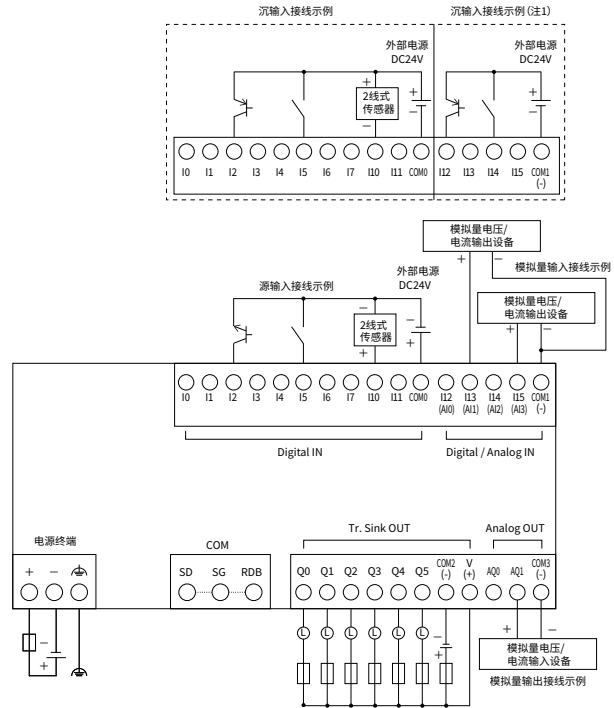 沉输入接线示例
沉输入接线示例(注1)
外部电源
DC24V
外部电源
DC24V
+
2线式
传感器
−
+
−
+
−
I0 I1 I2 I3 I4 I5 I6 I7 I10 I11 COM0 I12 I13 I14 I15 COM1
(-)
模拟量电压/
电流输出设备
+ −
模拟量输入接线示例
源输入接线示例
外部电源
DC24V
模拟量电压/
电流输出设备
+ −
−
2线式
传感器
+
−
+
I0 I1 I2 I3 I4 I5 I6 I7 I10 I11 COM0 I12 I13 I14 I15 COM1
(AI0) (AI1) (AI2) (AI3) (-)
Digital IN
Digital / Analog IN
电源终端
COM
Tr. Sink OUT
Analog OUT
+ −
SD SG RDB
Q0 Q1 Q2 Q3 Q4 Q5 COM2 V AQ0 AQ1 COM3
(-) (+) (-)
L L L L L L
−
+
−
+
+ −
模拟量电压/
电流输入设备
模拟量输出接线示例